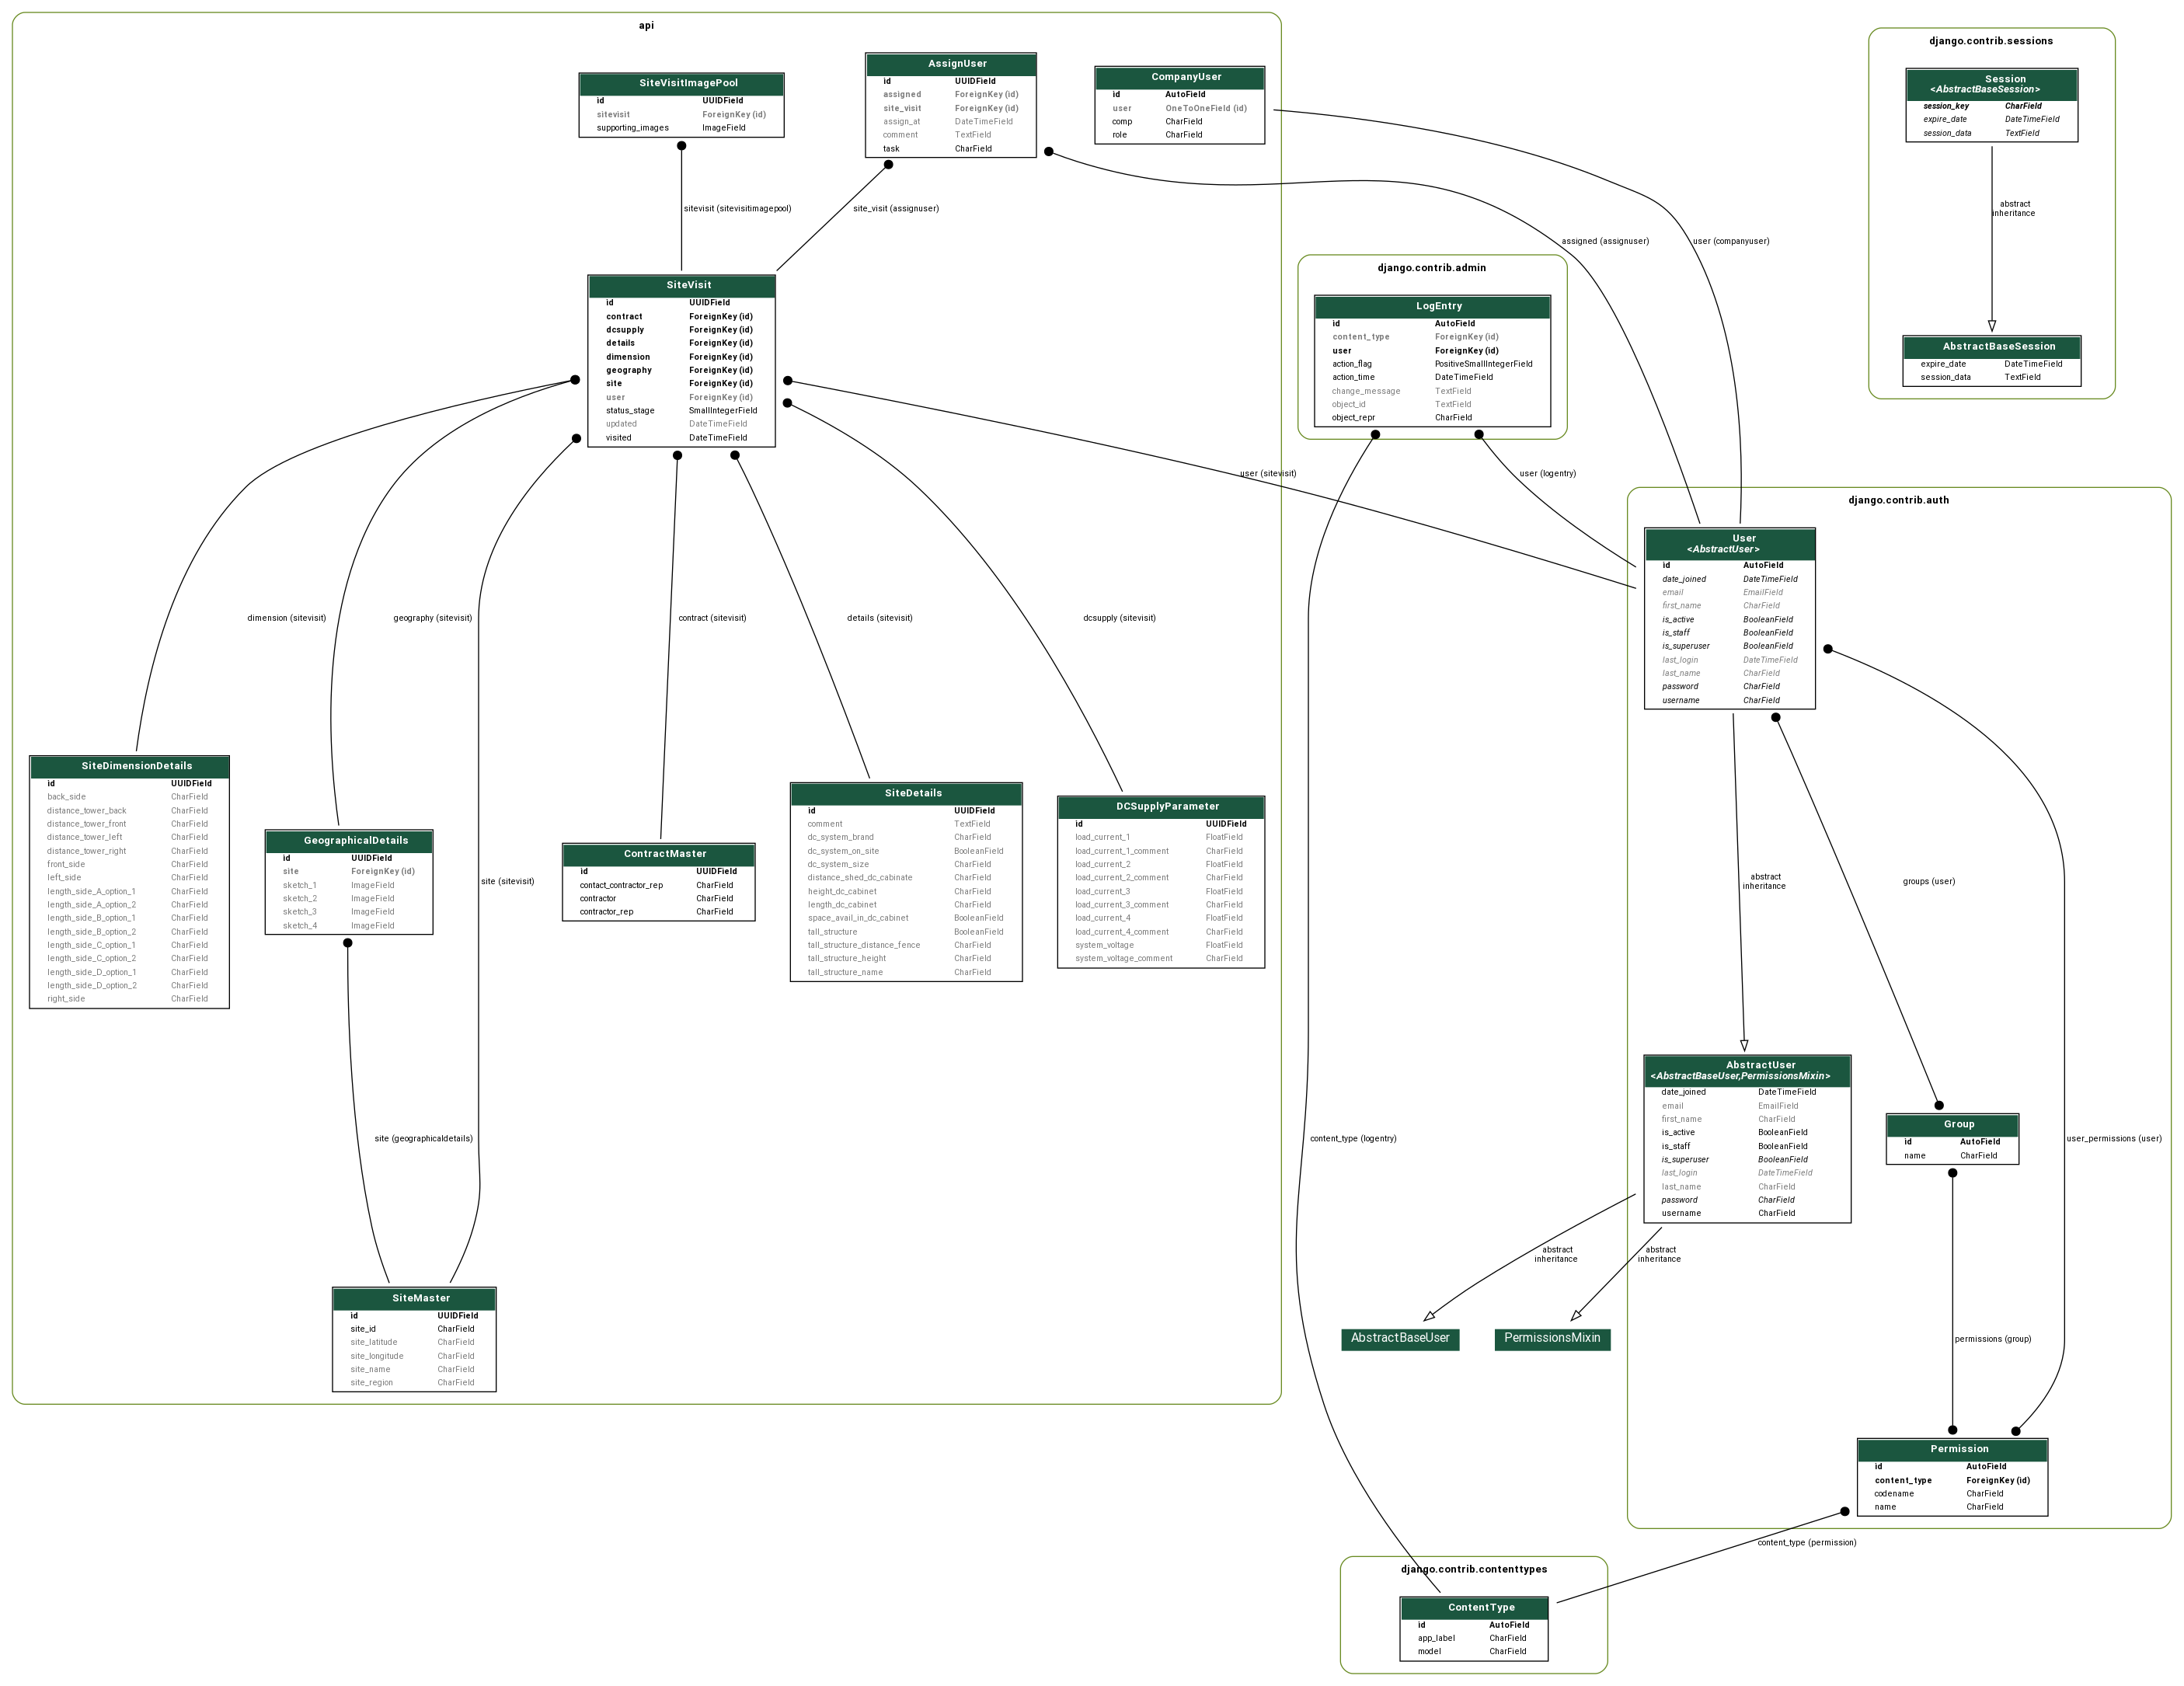 api
SiteVisitImagePool
id UUIDField
sitevisit ForeignKey (id)
supporting_images ImageField
AssignUser
id UUIDField
assigned ForeignKey (id)
site_visit ForeignKey (id)
assign_at DateTimeField
comment TextField
task CharField
CompanyUser
id AutoField
user OneToOneField (id)
comp CharField
role CharField
sitevisit (sitevisitimagepool)
site_visit (assignuser)
assigned (assignuser)
user (companyuser)
SiteVisit
id UUIDField
contract ForeignKey (id)
dcsupply ForeignKey (id)
details ForeignKey (id)
dimension ForeignKey (id)
geography ForeignKey (id)
site ForeignKey (id)
user ForeignKey (id)
status_stage SmallIntegerField
updated DateTimeField
visited DateTimeField
user (sitevisit)
dimension (sitevisit)
geography (sitevisit)
contract (sitevisit)
details (sitevisit)
dcsupply (sitevisit)
site (sitevisit)
SiteDimensionDetails
id UUIDField
back_side CharField
distance_tower_back CharField
distance_tower_front CharField
distance_tower_left CharField
distance_tower_right CharField
front_side CharField
left_side CharField
length_side_A_option_1 CharField
length_side_A_option_2 CharField
length_side_B_option_1 CharField
length_side_B_option_2 CharField
length_side_C_option_1 CharField
length_side_C_option_2 CharField
length_side_D_option_1 CharField
length_side_D_option_2 CharField
right_side CharField
GeographicalDetails
id UUIDField
site ForeignKey (id)
sketch_1 ImageField
sketch_2 ImageField
sketch_3 ImageField
sketch_4 ImageField
ContractMaster
id UUIDField
contact_contractor_rep CharField
contractor CharField
contractor_rep CharField
SiteDetails
id UUIDField
comment TextField
dc_system_brand CharField
dc_system_on_site BooleanField
dc_system_size CharField
distance_shed_dc_cabinate CharField
height_dc_cabinet CharField
length_dc_cabinet CharField
space_avail_in_dc_cabinet BooleanField
tall_structure BooleanField
tall_structure_distance_fence CharField
tall_structure_height CharField
tall_structure_name CharField
DCSupplyParameter
id UUIDField
load_current_1 FloatField
load_current_1_comment CharField
load_current_2 FloatField
load_current_2_comment CharField
load_current_3 FloatField
load_current_3_comment CharField
load_current_4 FloatField
load_current_4_comment CharField
system_voltage FloatField
system_voltage_comment CharField
site (geographicaldetails)
SiteMaster
id UUIDField
site_id CharField
site_latitude CharField
site_longitude CharField
site_name CharField
site_region CharField
django.contrib.admin
LogEntry
id AutoField
content_type ForeignKey (id)
user ForeignKey (id)
action_flag PositiveSmallIntegerField
action_time DateTimeField
change_message TextField
object_id TextField
object_repr CharField
user (logentry)
content_type (logentry)
django.contrib.sessions
Session
<AbstractBaseSession>
session_key CharField
expire_date DateTimeField
session_data TextField
abstract
inheritance
AbstractBaseSession
expire_date DateTimeField
session_data TextField
django.contrib.auth
User
<AbstractUser>
id AutoField
date_joined DateTimeField
email EmailField
first_name CharField
is_active BooleanField
is_staff BooleanField
is_superuser BooleanField
last_login DateTimeField
last_name CharField
password CharField
username CharField
abstract
inheritance
groups (user)
user_permissions (user)
AbstractUser
<AbstractBaseUser,PermissionsMixin>
date_joined DateTimeField
email EmailField
first_name CharField
is_active BooleanField
is_staff BooleanField
is_superuser BooleanField
last_login DateTimeField
last_name CharField
password CharField
username CharField
Group
id AutoField
name CharField
abstract
inheritance
abstract
inheritance
AbstractBaseUser
PermissionsMixin
permissions (group)
Permission
id AutoField
content_type ForeignKey (id)
codename CharField
name CharField
content_type (permission)
django.contrib.contenttypes
ContentType
id AutoField
app_label CharField
model CharField